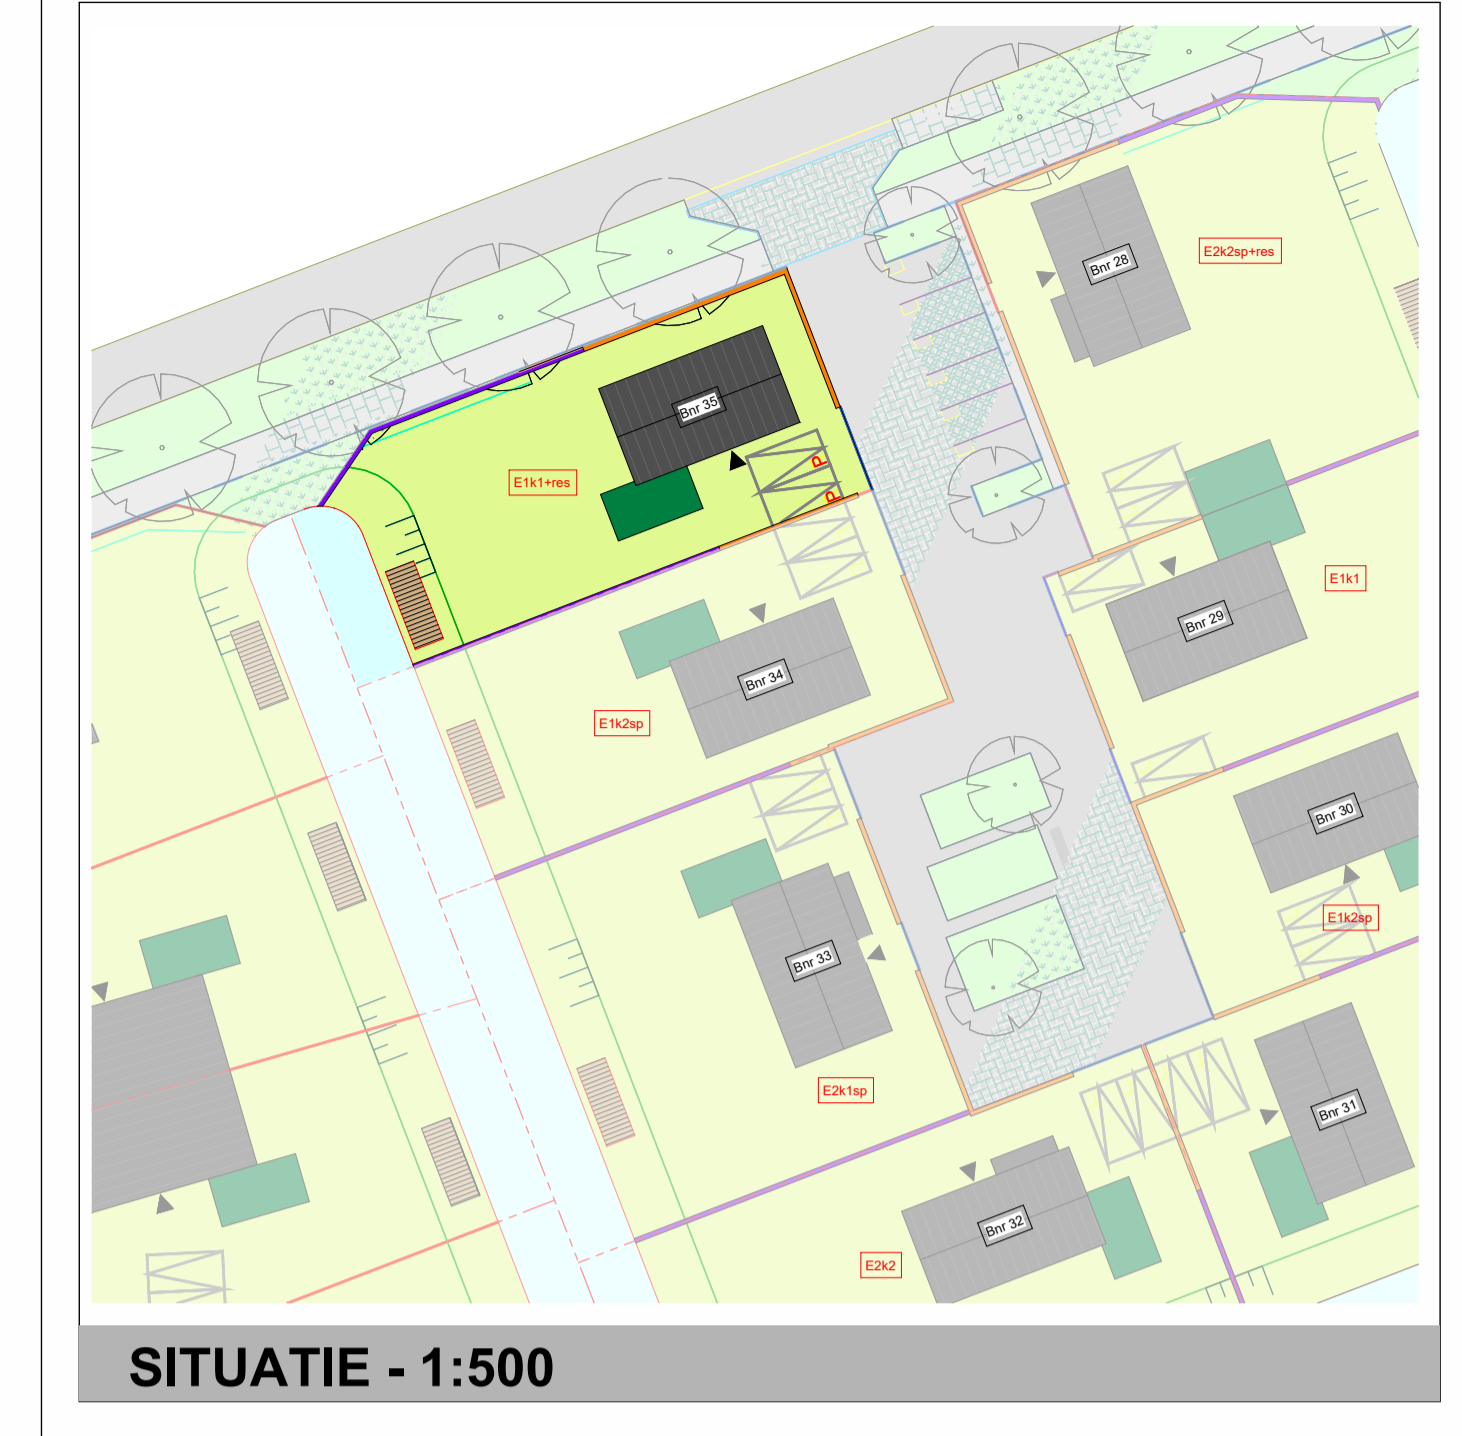 Bnr 28
E2k2sp+res
Bnr 35
P
E1k1+res
P
E1k1
Bnr 29
Bnr 34
E1k2sp
Bnr 30
E1k2sp
Bnr 33
E2k1sp
Bnr 31
Bnr 32
E2k2
SITUATIE - 1:500